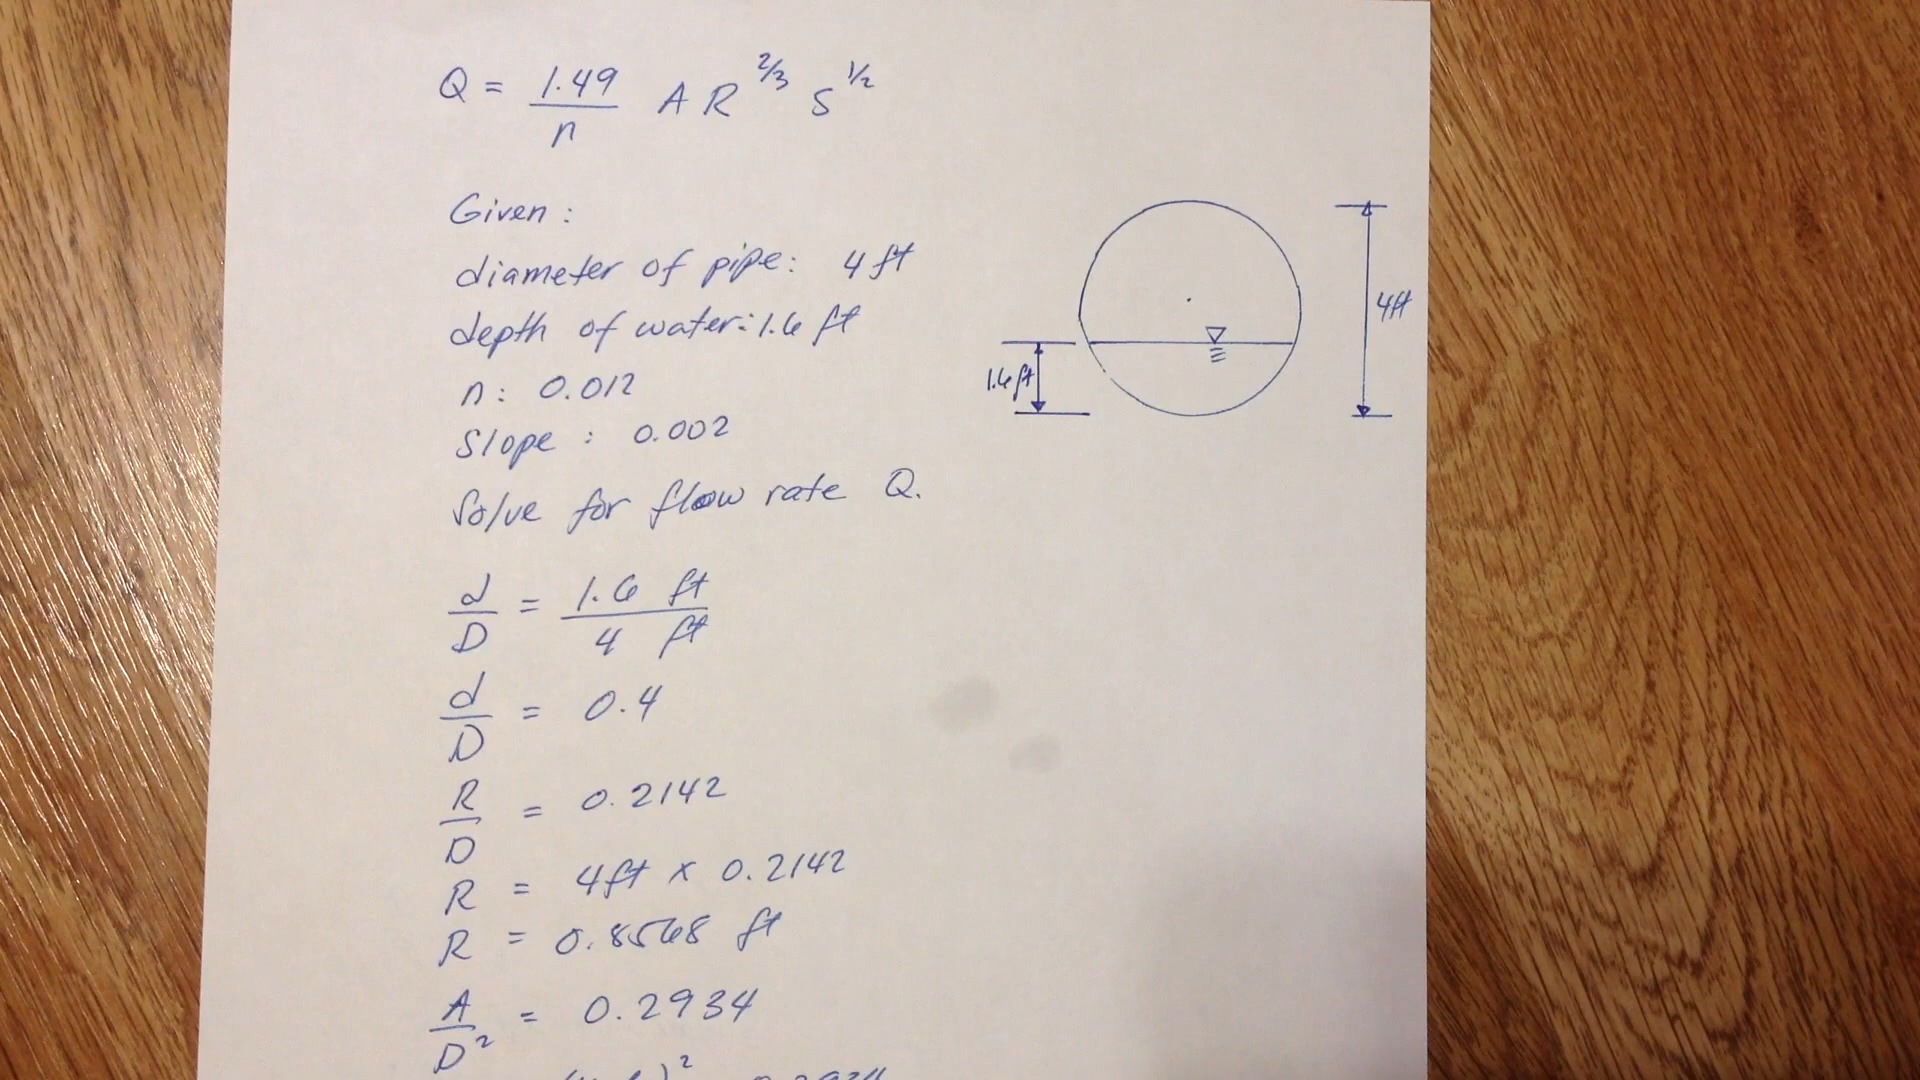 Q = 1.49/n A R^2/3 S^1/2
Given:
diameter of pipe: 4 ft
depth of water: 1.6 ft
n: 0.012
Slope: 0.002
Solve for flow rate Q.
4ft
1.6 ft
d/D = 1.6 ft / 4 ft
d/D = 0.4
R/D = 0.2142
R = 4ft x 0.2142
R = 0.8568 ft
A/D^2 = 0.2934